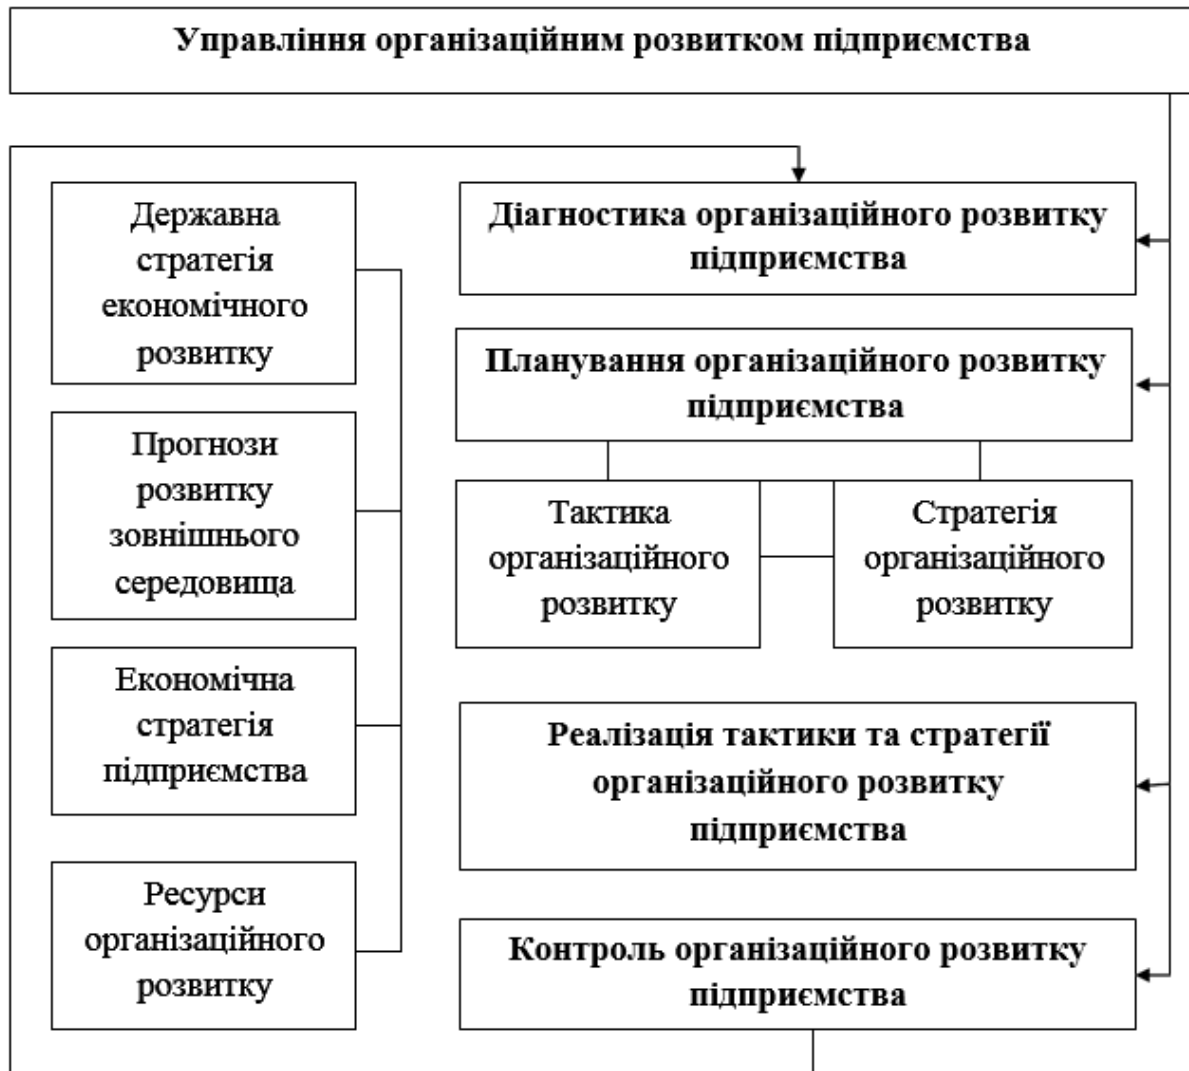 Управління організаційним розвитком підприємства
Державна
стратегія
економічного
розвитку
Прогнози
розвитку
зовнішнього
середовища
Економічна
стратегія
підприємства
Ресурси
організаційного
розвитку
Діагностика організаційного розвитку
підприємства
Планування організаційного розвитку
підприємства
Тактика
організаційного
розвитку
Стратегія
організаційного
розвитку
Реалізація тактики та стратегії
організаційного розвитку
підприємства
Контроль організаційного розвитку
підприємства